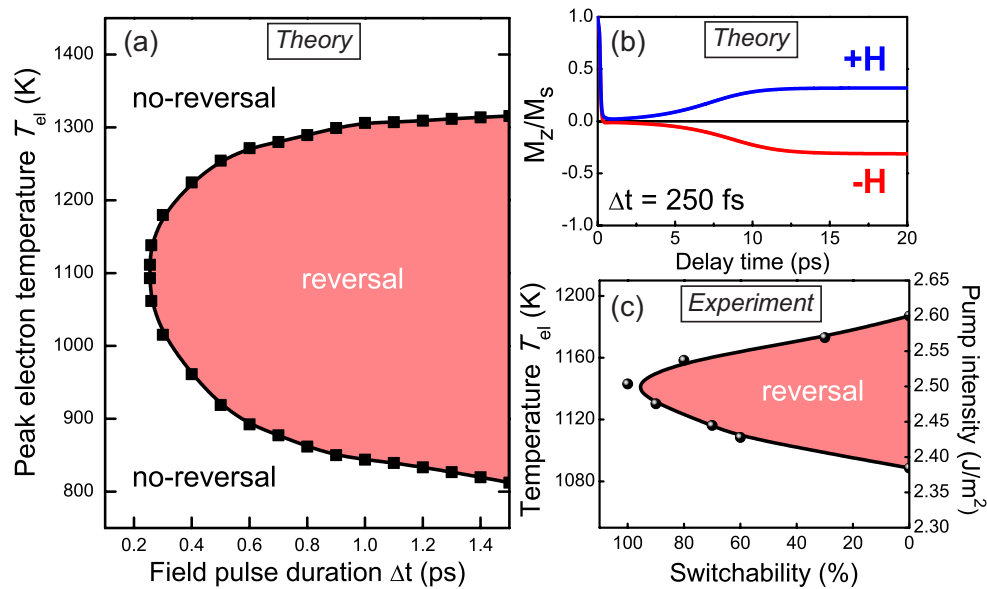 (a)
Theory
no-reversal
reversal
no-reversal
Peak electron temperature Tel (K)
1400
1300
1200
1100
1000
900
800
0.2 0.4 0.6 0.8 1.0 1.2 1.4
Field pulse duration Δt (ps)
(b)
Theory
+H
-H
Δt = 250 fs
Mz/Ms
1.0
0.5
0.0
-0.5
-1.0
0 5 10 15 20
Delay time (ps)
(c)
Experiment
reversal
Temperature Tel (K)
1200
1160
1120
1080
Pump intensity (J/m²)
2.65
2.60
2.55
2.50
2.45
2.40
2.35
2.30
100 80 60 40 20 0
Switchability (%)